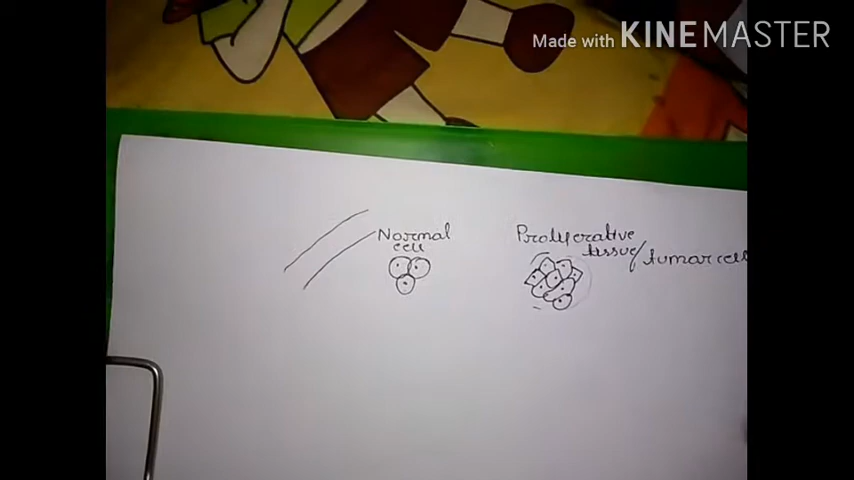 Made with KINEMASTER
Normal
cell
Proliferative
tissue/tumar cell